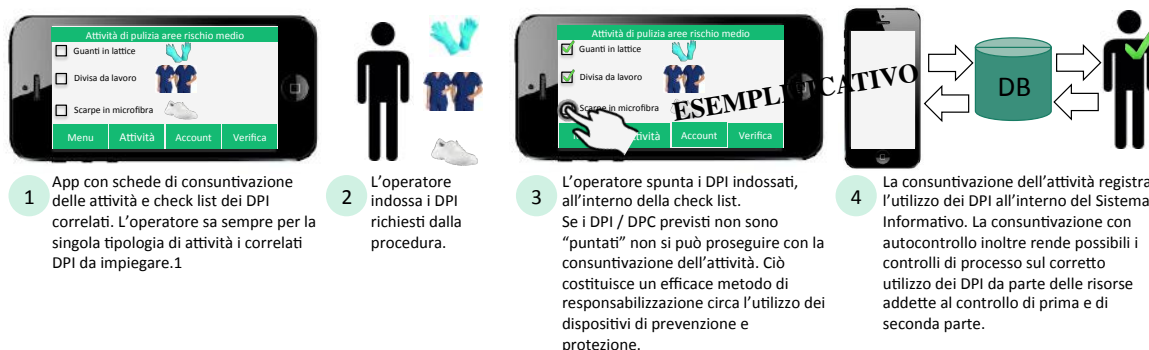 Attività di pulizia aree rischio medio
Guanti in lattice
Divisa da lavoro
Scarpe in microfibra
Menu Attività Account Verifica
1
App con schede di consuntivazione
delle attività e check list dei DPI
correlati. L’operatore sa sempre per la
singola tipologia di attività i correlati
DPI da impiegare.1
2
L’operatore
indossa i DPI
richiesti dalla
procedura.
Attività di pulizia aree rischio medio
Guanti in lattice
Divisa da lavoro
Scarpe in microfibra
Attività Account Verifica
ESEMPLIFICATIVO
3
L’operatore spunta i DPI indossati,
all’interno della check list.
Se i DPI / DPC previsti non sono
“puntati” non si può proseguire con la
consuntivazione dell’attività. Ciò
costituisce un efficace metodo di
responsabilizzazione circa l’utilizzo dei
dispositivi di prevenzione e
protezione.
DB
4
La consuntivazione dell’attività registra
l’utilizzo dei DPI all’interno del Sistema
Informativo. La consuntivazione con
autocontrollo inoltre rende possibili i
controlli di processo sul corretto
utilizzo dei DPI da parte delle risorse
addette al controllo di prima e di
seconda parte.